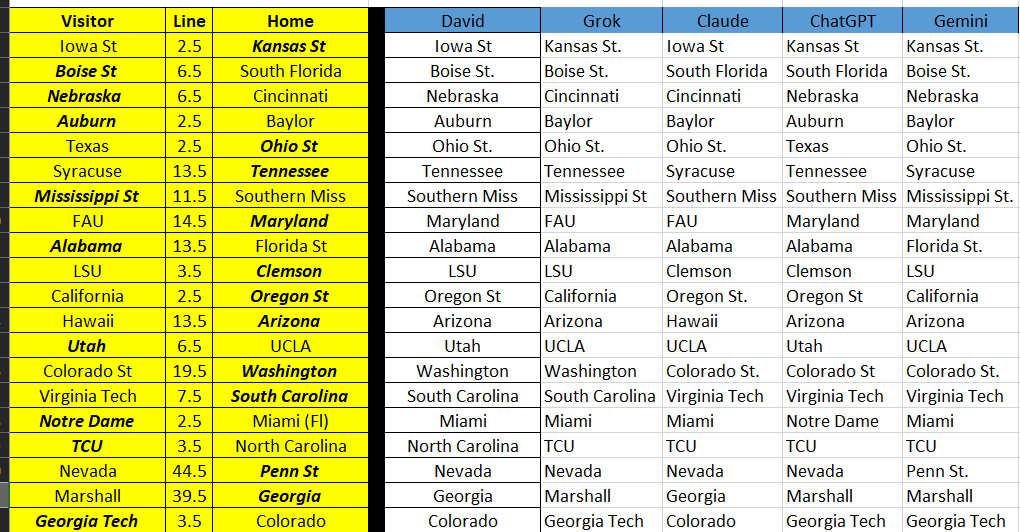 Visitor Line Home David Grok Claude ChatGPT Gemini
Iowa St 2.5 Kansas St Iowa St Kansas St. Iowa St Kansas St Kansas St.
Boise St 6.5 South Florida Boise St. Boise St. South Florida South Florida Boise St.
Nebraska 6.5 Cincinnati Nebraska Cincinnati Cincinnati Nebraska Nebraska
Auburn 2.5 Baylor Auburn Baylor Baylor Auburn Baylor
Texas 2.5 Ohio St Ohio St. Ohio St. Ohio St. Texas Ohio St.
Syracuse 13.5 Tennessee Tennessee Tennessee Syracuse Tennessee Syracuse
Mississippi St 11.5 Southern Miss Southern Miss Mississippi St Southern Miss Southern Miss Mississippi St.
FAU 14.5 Maryland Maryland FAU FAU Maryland Maryland
Alabama 13.5 Florida St Alabama Alabama Alabama Alabama Florida St.
LSU 3.5 Clemson LSU LSU Clemson Clemson LSU
California 2.5 Oregon St Oregon St California Oregon St. Oregon St California
Hawaii 13.5 Arizona Arizona Arizona Hawaii Arizona Arizona
Utah 6.5 UCLA Utah UCLA UCLA Utah UCLA
Colorado St 19.5 Washington Washington Washington Colorado St. Colorado St Colorado St.
Virginia Tech 7.5 South Carolina South Carolina South Carolina Virginia Tech Virginia Tech Virginia Tech
Notre Dame 2.5 Miami (Fl) Miami Miami Miami Notre Dame Miami
TCU 3.5 North Carolina North Carolina TCU TCU TCU TCU
Nevada 44.5 Penn St Nevada Nevada Nevada Nevada Penn St.
Marshall 39.5 Georgia Georgia Marshall Georgia Marshall Marshall
Georgia Tech 3.5 Colorado Colorado Georgia Tech Colorado Georgia Tech Georgia Tech